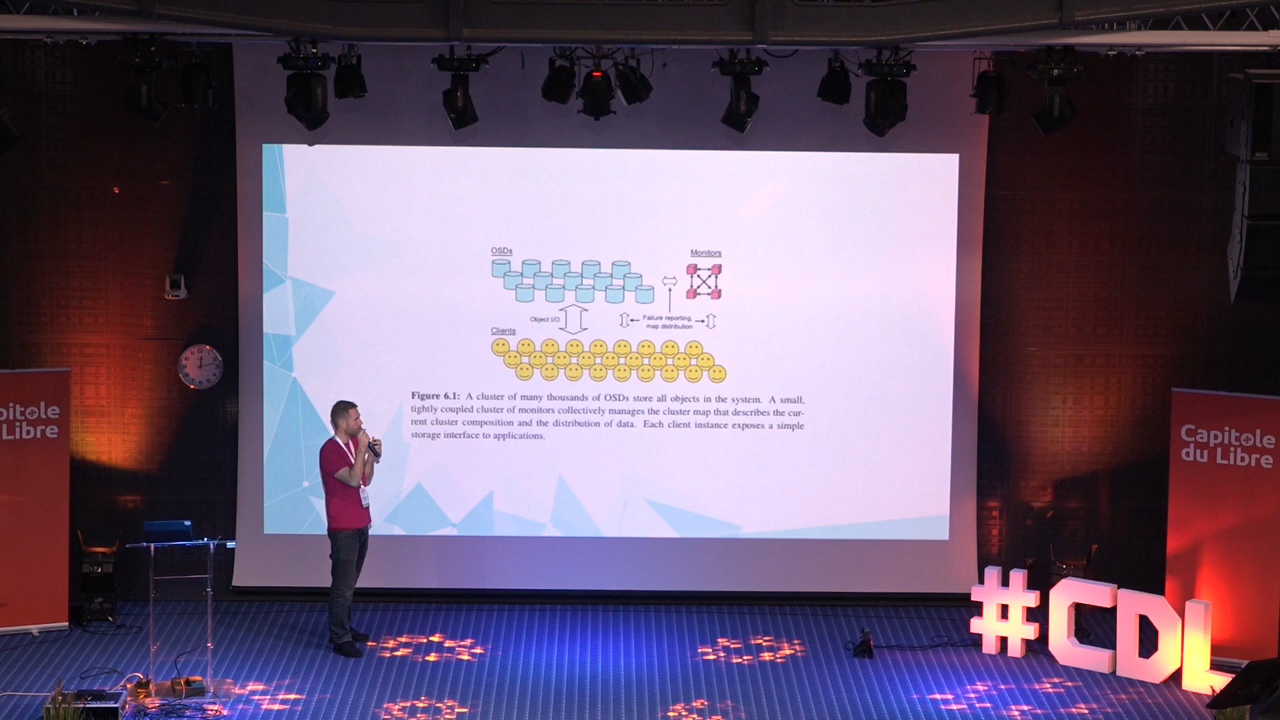 OSDs
Monitors
Object I/O
Failure reporting,
map distribution
Clients
Figure 6.1: A cluster of many thousands of OSDs store all objects in the system. A small,
tightly coupled cluster of monitors collectively manages the cluster map that describes the cur-
rent cluster composition and the distribution of data. Each client instance exposes a simple
storage interface to applications.
pitole
Libre
Capitole
du Libre
#CDL